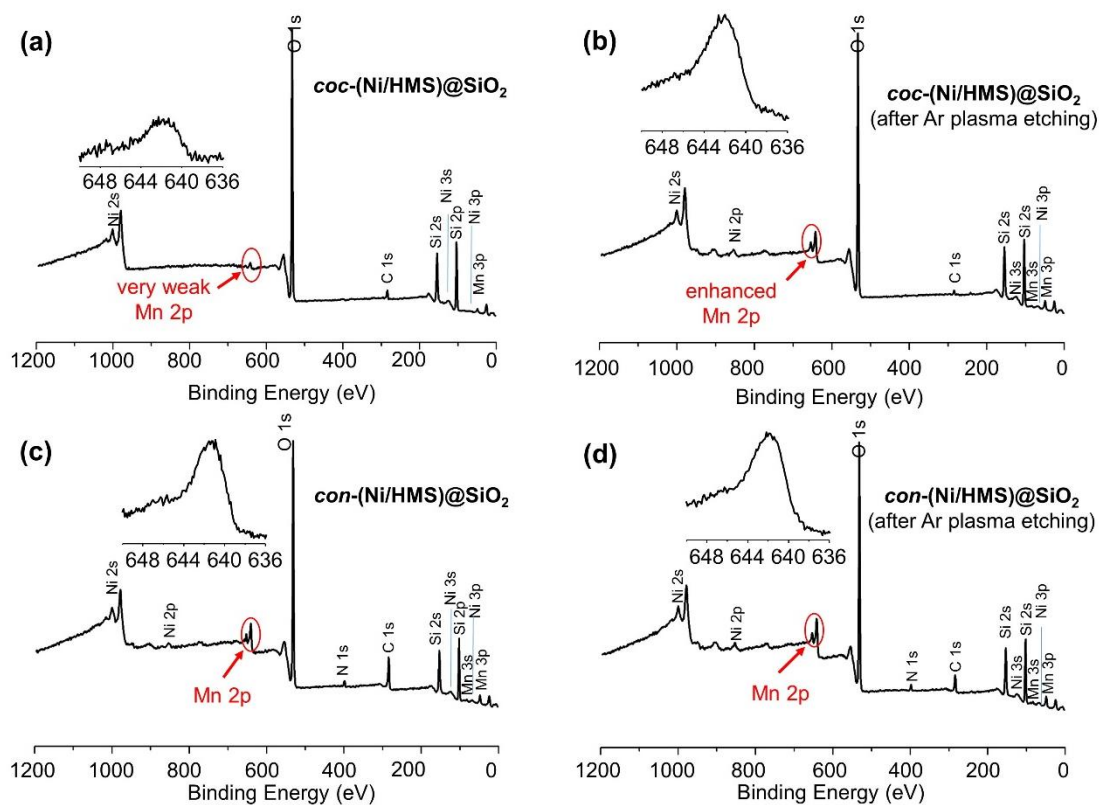 (a)
coc-(Ni/HMS)@SiO₂
O 1s
648 644 640 636
Ni 2s
very weak
Mn 2p
C 1s
Si 2s
Ni 3s
Si 2p
Ni 3p
Mn 3p
1200 1000 800 600 400 200 0
Binding Energy (eV)
(b)
coc-(Ni/HMS)@SiO₂
(after Ar plasma etching)
O 1s
648 644 640 636
Ni 2s
Ni 2p
enhanced
Mn 2p
C 1s
Si 2s
Ni 3s
Si 2s
Mn 3s
Ni 3p
Mn 3p
1200 1000 800 600 400 200 0
Binding Energy (eV)
(c)
con-(Ni/HMS)@SiO₂
O 1s
648 644 640 636
Ni 2s
Ni 2p
Mn 2p
N 1s
C 1s
Si 2s
Ni 3s
Si 2p
Mn 3s
Ni 3p
Mn 3p
1200 1000 800 600 400 200 0
Binding Energy (eV)
(d)
con-(Ni/HMS)@SiO₂
(after Ar plasma etching)
O 1s
648 644 640 636
Ni 2s
Ni 2p
Mn 2p
N 1s
C 1s
Si 2s
Ni 3s
Si 2s
Mn 3s
Ni 3p
Mn 3p
1200 1000 800 600 400 200 0
Binding Energy (eV)